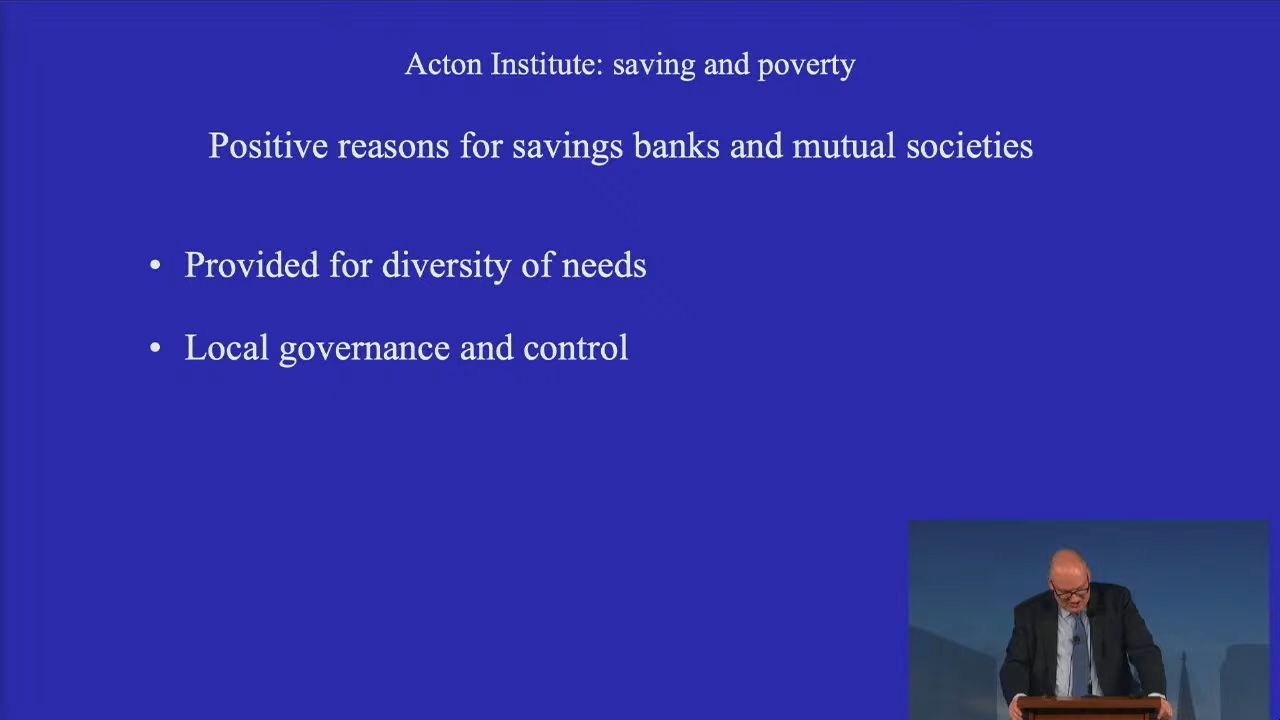 Acton Institute: saving and poverty
Positive reasons for savings banks and mutual societies
• Provided for diversity of needs
• Local governance and control